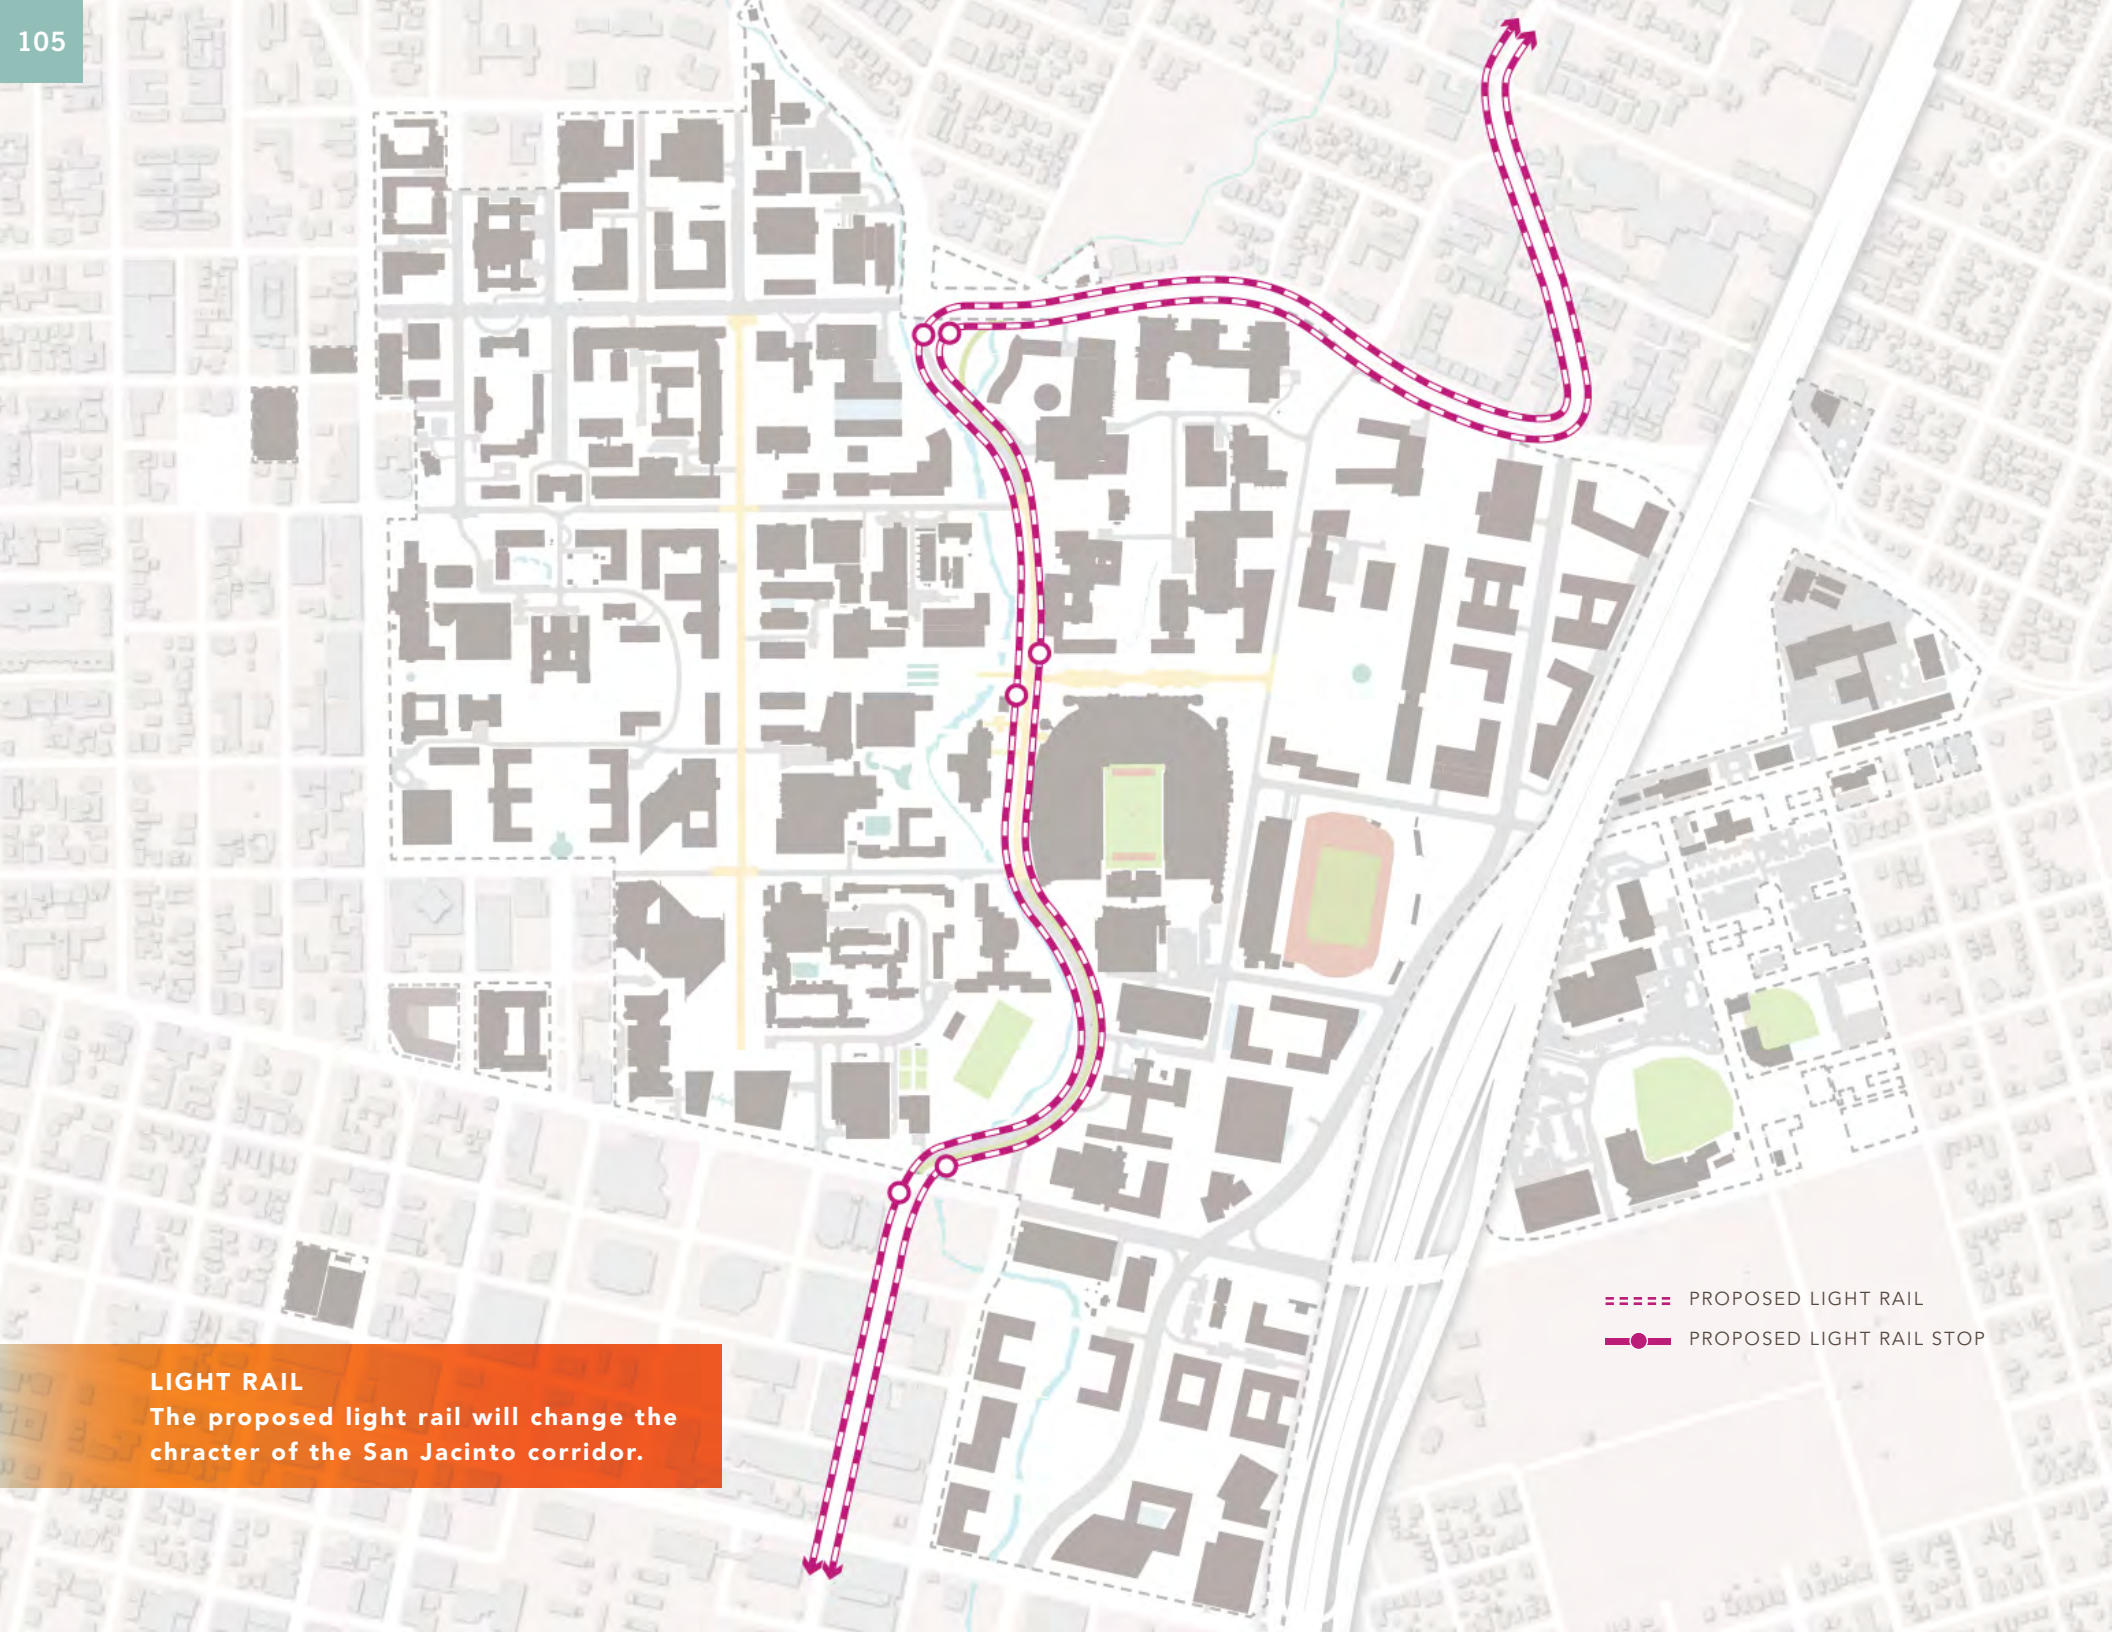 105
PROPOSED LIGHT RAIL
PROPOSED LIGHT RAIL STOP
LIGHT RAIL
The proposed light rail will change the
chracter of the San Jacinto corridor.